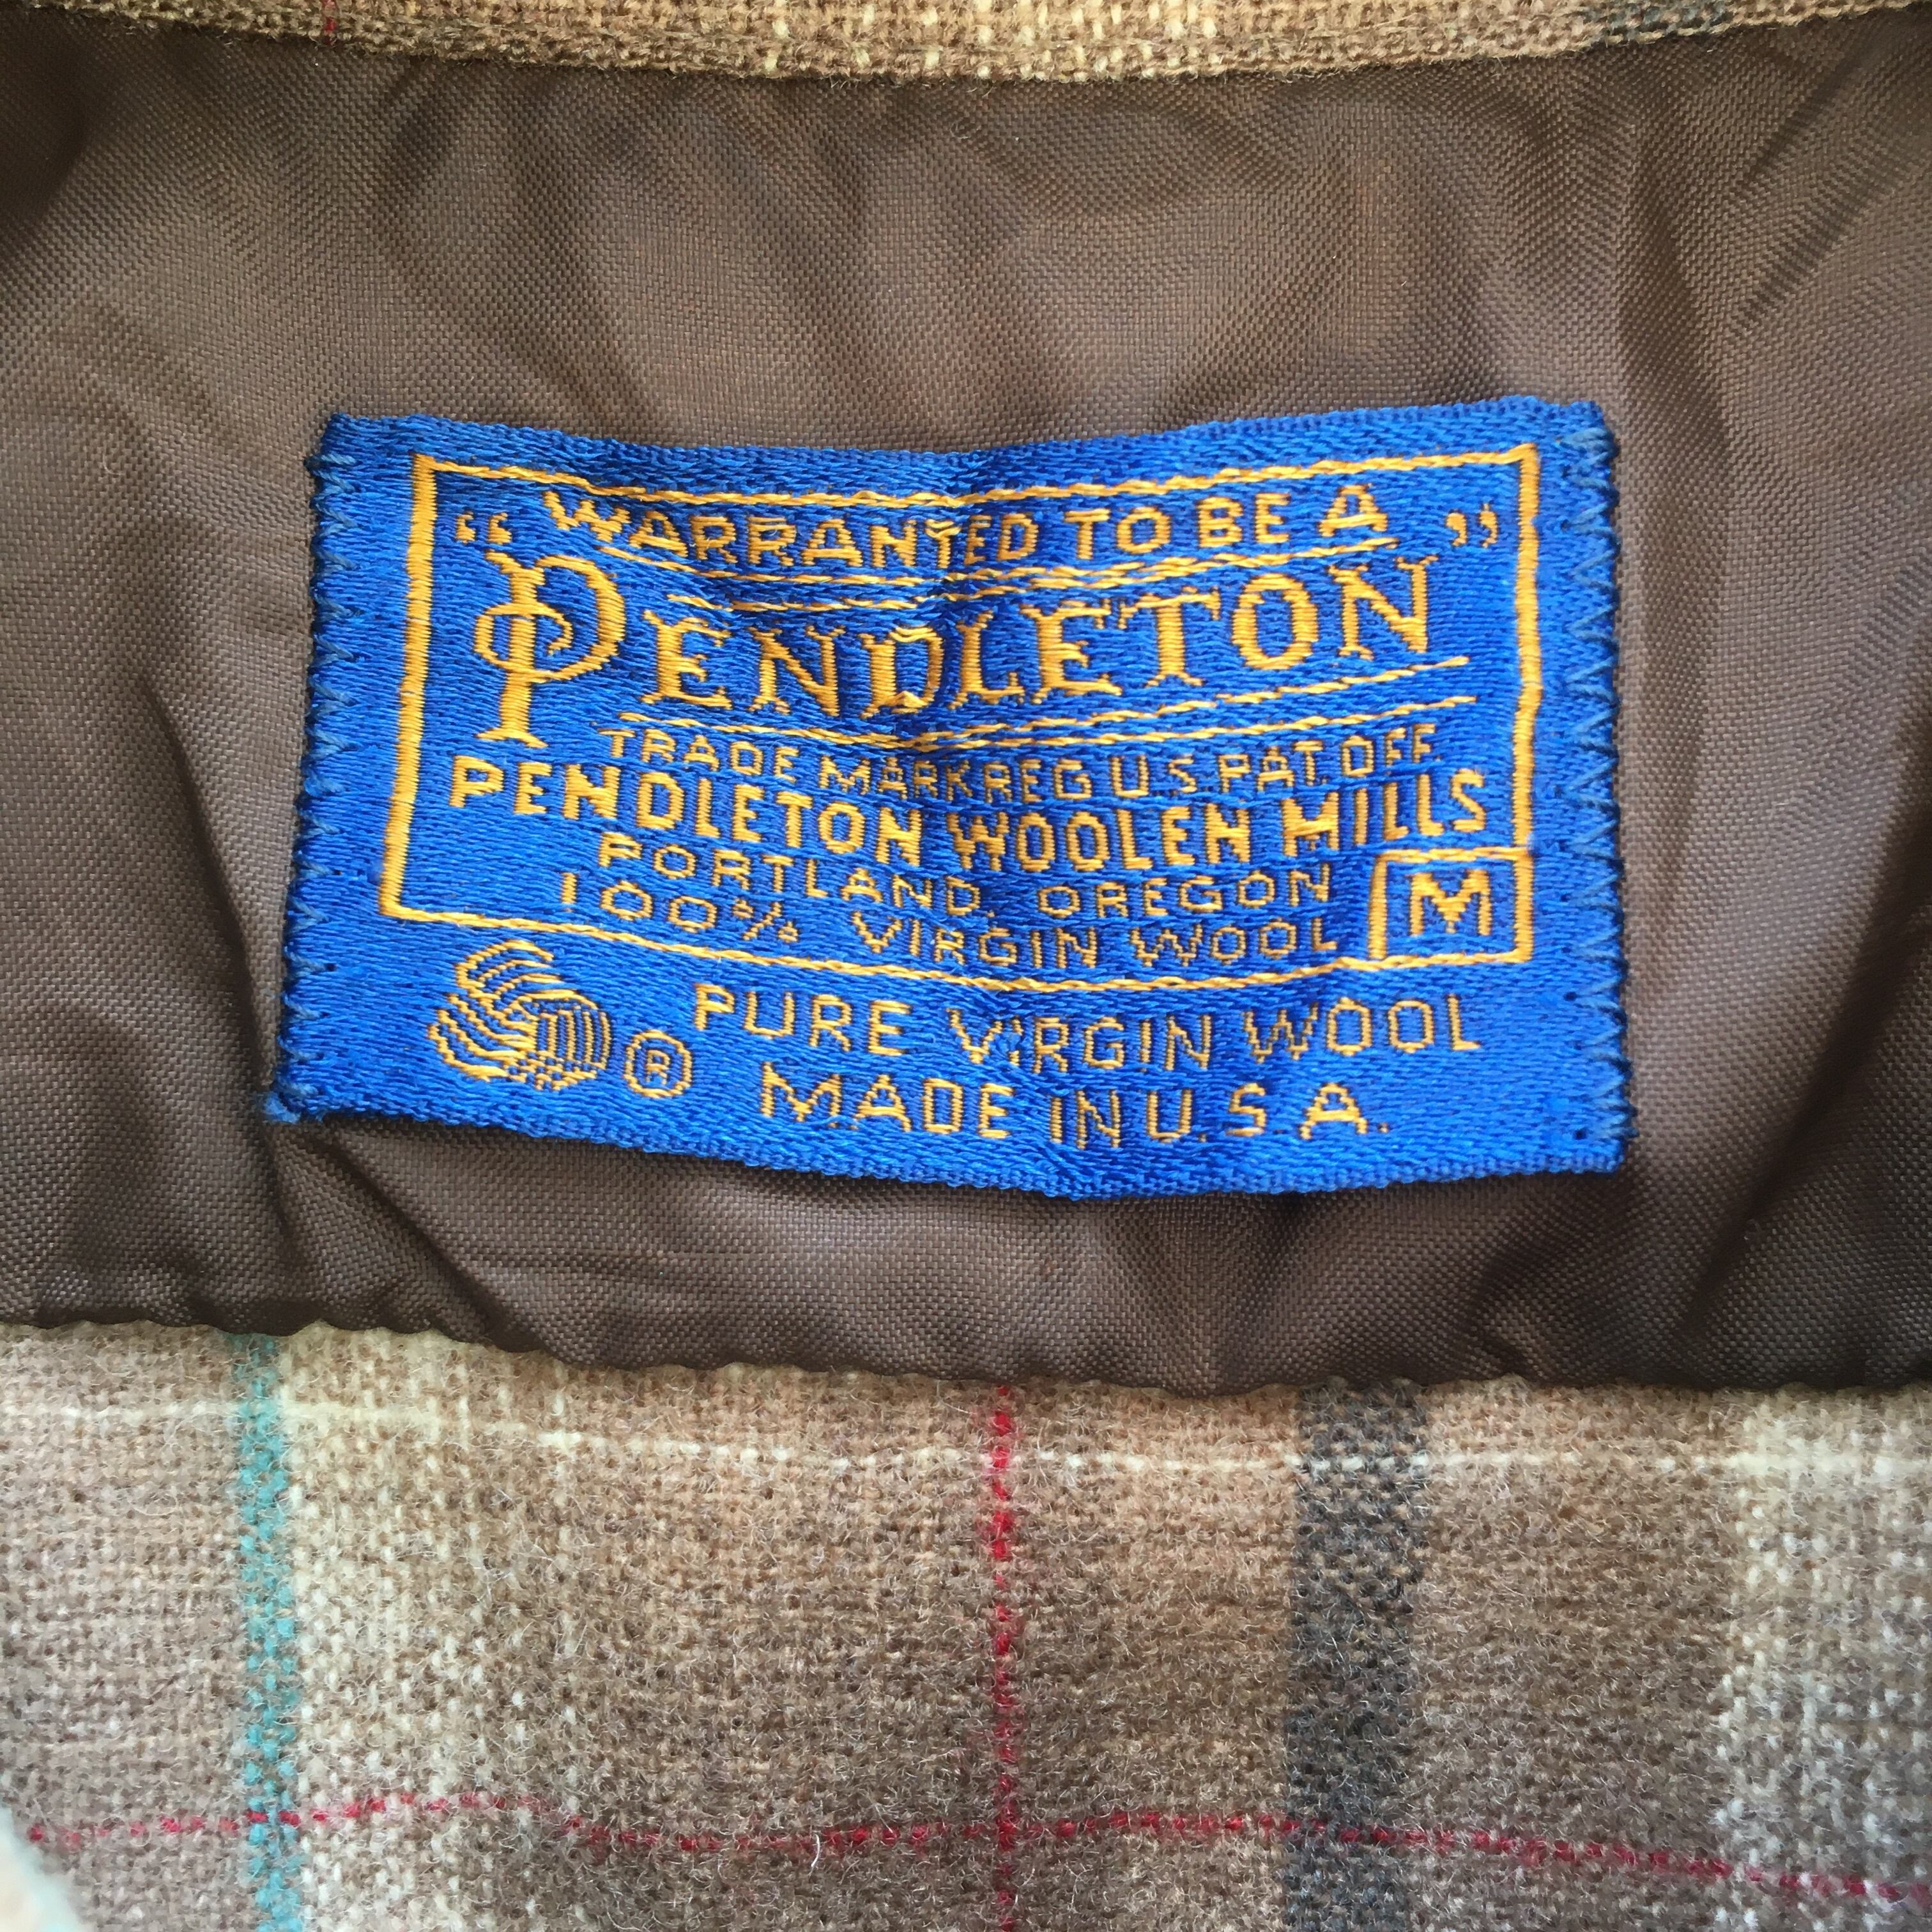 “ WARRANTED TO BE A ”
PENDLETON
TRADE MARK REG U.S. PAT. OFF.
PENDLETON WOOLEN MILLS
PORTLAND, OREGON
100% VIRGIN WOOL M
® PURE VIRGIN WOOL
MADE IN U.S.A.